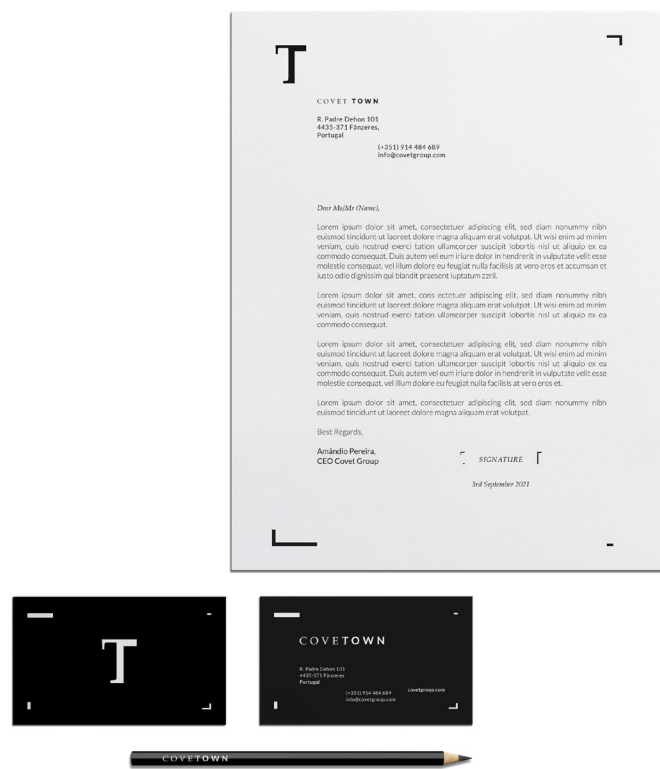 T
COVET TOWN
R. Padre Dehon 101
4435-371 Fânzeres,
Portugal
(+351) 914 484 689
info@covetgroup.com
Dear Ms/Mr (Name),
Lorem ipsum dolor sit amet, consectetuer adipiscing elit, sed diam nonummy nibh
euismod tincidunt ut laoreet dolore magna aliquam erat volutpat. Ut wisi enim ad minim
veniam, quis nostrud exerci tation ullamcorper suscipit lobortis nisl ut aliquip ex ea
commodo consequat. Duis autem vel eum iriure dolor in hendrerit in vulputate velit esse
molestie consequat, vel illum dolore eu feugiat nulla facilisis at vero eros et accumsan et
iusto odio dignissim qui blandit praesent luptatum zzril.
Lorem ipsum dolor sit amet, cons ectetuer adipiscing elit, sed diam nonummy nibh
euismod tincidunt ut laoreet dolore magna aliquam erat volutpat. Ut wisi enim ad minim
veniam, quis nostrud exerci tation ullamcorper suscipit lobortis nisl ut aliquip ex ea
commodo consequat.
Lorem ipsum dolor sit amet, consectetuer adipiscing elit, sed diam nonummy nibh
euismod tincidunt ut laoreet dolore magna aliquam erat volutpat. Ut wisi enim ad minim
veniam, quis nostrud exerci tation ullamcorper suscipit lobortis nisl ut aliquip ex ea
commodo consequat. Duis autem vel eum iriure dolor in hendrerit in vulputate velit esse
molestie consequat, vel illum dolore eu feugiat nulla facilisis at vero eros et.
Lorem ipsum dolor sit amet, consectetuer adipiscing elit, sed diam nonummy nibh
euismod tincidunt ut laoreet dolore magna aliquam erat volutpat.
Best Regards,
Amândio Pereira,
CEO Covet Group
SIGNATURE
3rd September 2021
T
COVETOWN
R. Padre Dehon 101
4435-371 Fânzeres
Portugal
(+351) 914 484 689
info@covetgroup.com
covetgroup.com
COVETOWN